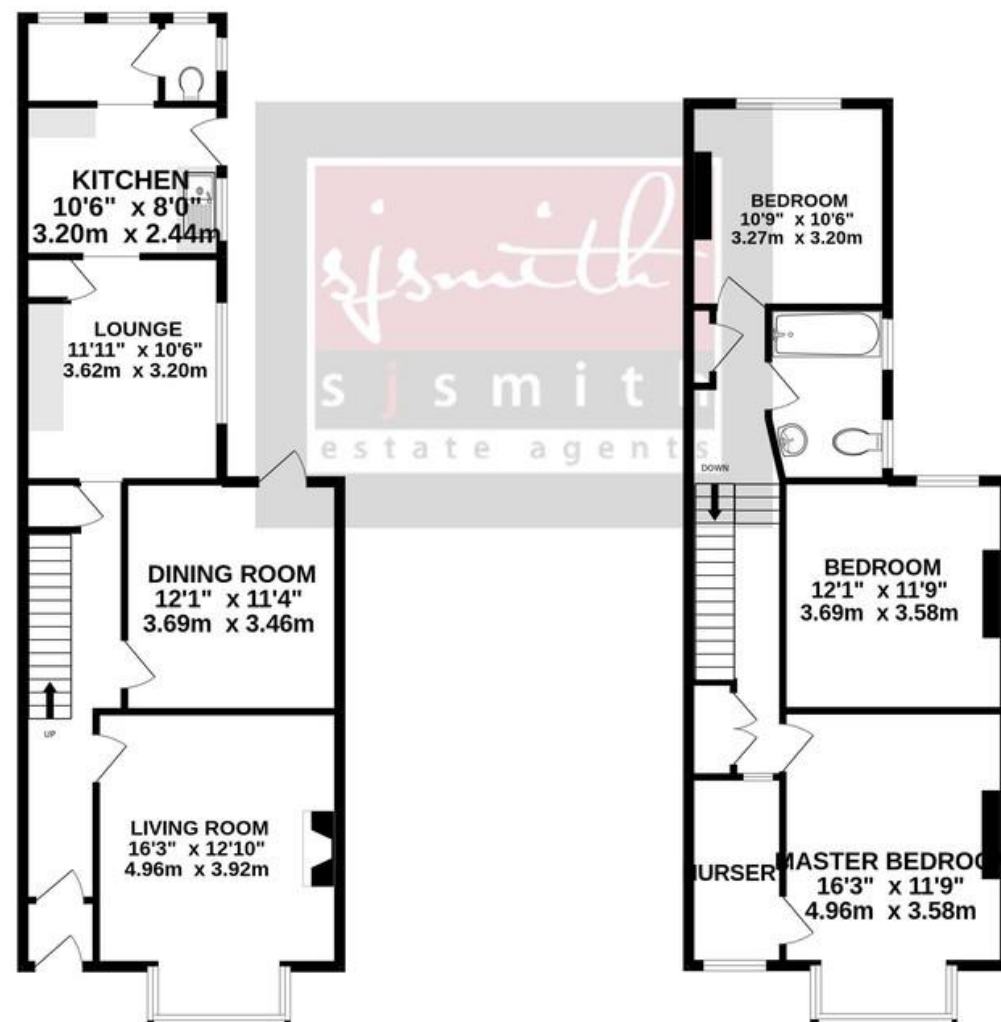 KITCHEN
10'6" x 8'0"
3.20m x 2.44m
LOUNGE
11'11" x 10'6"
3.62m x 3.20m
DINING ROOM
12'1" x 11'4"
3.69m x 3.46m
UP
LIVING ROOM
16'3" x 12'10"
4.96m x 3.92m
sjsmith
sjsmith
estate agents
BEDROOM
10'9" x 10'6"
3.27m x 3.20m
DOWN
BEDROOM
12'1" x 11'9"
3.69m x 3.58m
NURSERY
MASTER BEDROOM
16'3" x 11'9"
4.96m x 3.58m